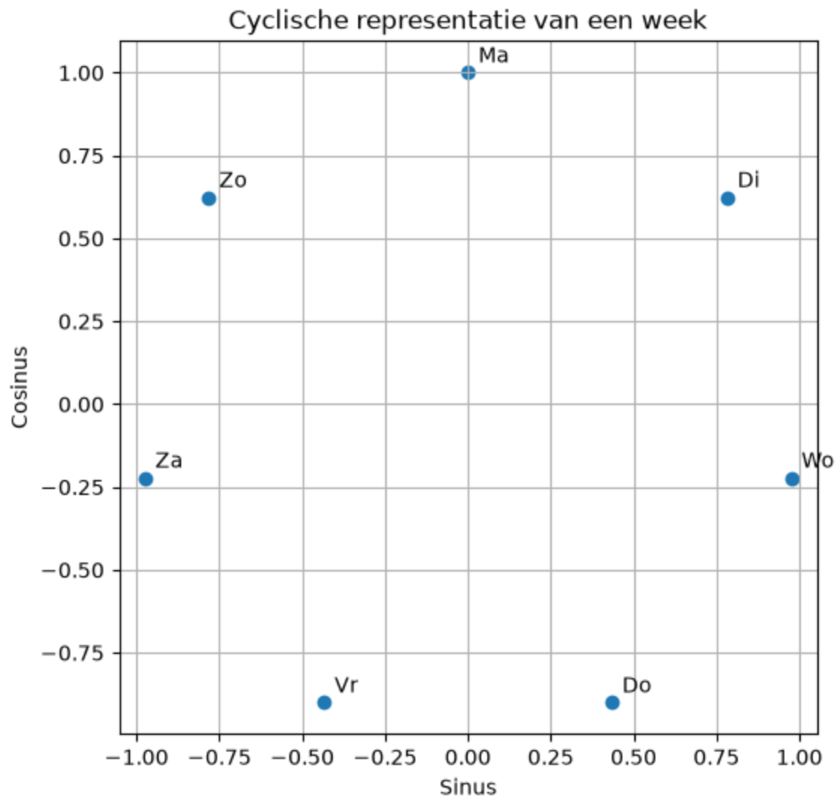 Cyclische representatie van een week
Ma
1.00
0.75
Zo
Di
0.50
0.25
Cosinus
0.00
Za
Wo
−0.25
−0.50
−0.75
Vr
Do
−1.00 −0.75 −0.50 −0.25 0.00 0.25 0.50 0.75 1.00
Sinus